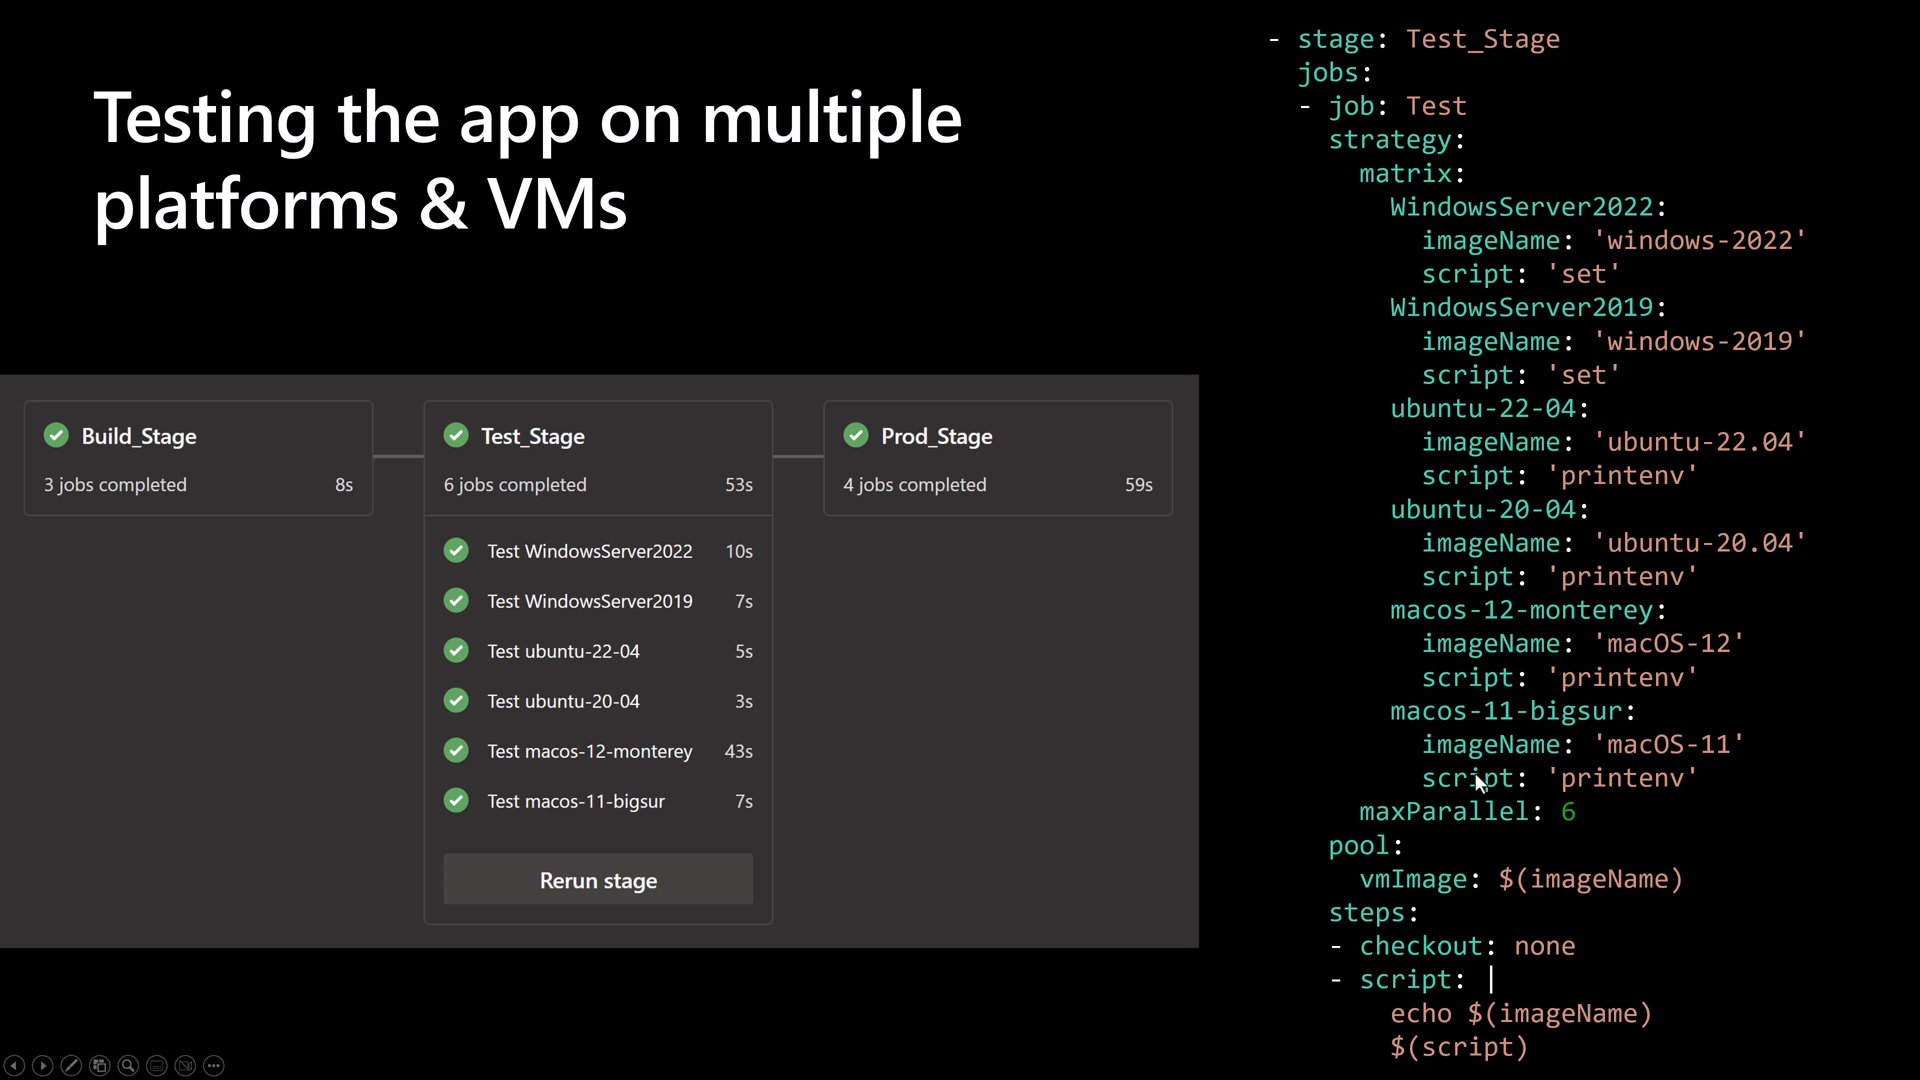 Testing the app on multiple
platforms & VMs
Build_Stage
3 jobs completed 8s
Test_Stage
6 jobs completed 53s
Test WindowsServer2022 10s
Test WindowsServer2019 7s
Test ubuntu-22-04 5s
Test ubuntu-20-04 3s
Test macos-12-monterey 43s
Test macos-11-bigsur 7s
Rerun stage
Prod_Stage
4 jobs completed 59s
- stage: Test_Stage
jobs:
- job: Test
strategy:
matrix:
WindowsServer2022:
imageName: 'windows-2022'
script: 'set'
WindowsServer2019:
imageName: 'windows-2019'
script: 'set'
ubuntu-22-04:
imageName: 'ubuntu-22.04'
script: 'printenv'
ubuntu-20-04:
imageName: 'ubuntu-20.04'
script: 'printenv'
macos-12-monterey:
imageName: 'macOS-12'
script: 'printenv'
macos-11-bigsur:
imageName: 'macOS-11'
script: 'printenv'
maxParallel: 6
pool:
vmImage: $(imageName)
steps:
- checkout: none
- script: |
echo $(imageName)
$(script)